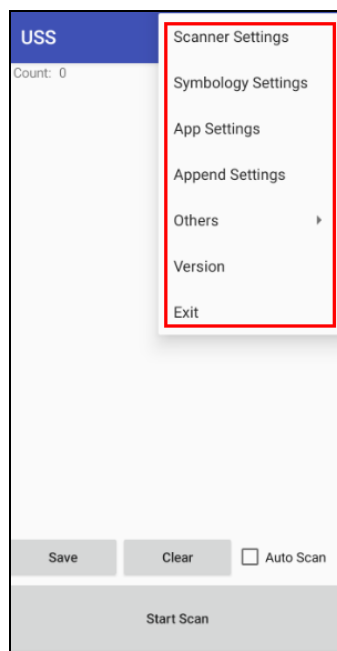 USS
Count: 0
Scanner Settings
Symbology Settings
App Settings
Append Settings
Others
Version
Exit
Save
Clear
Auto Scan
Start Scan